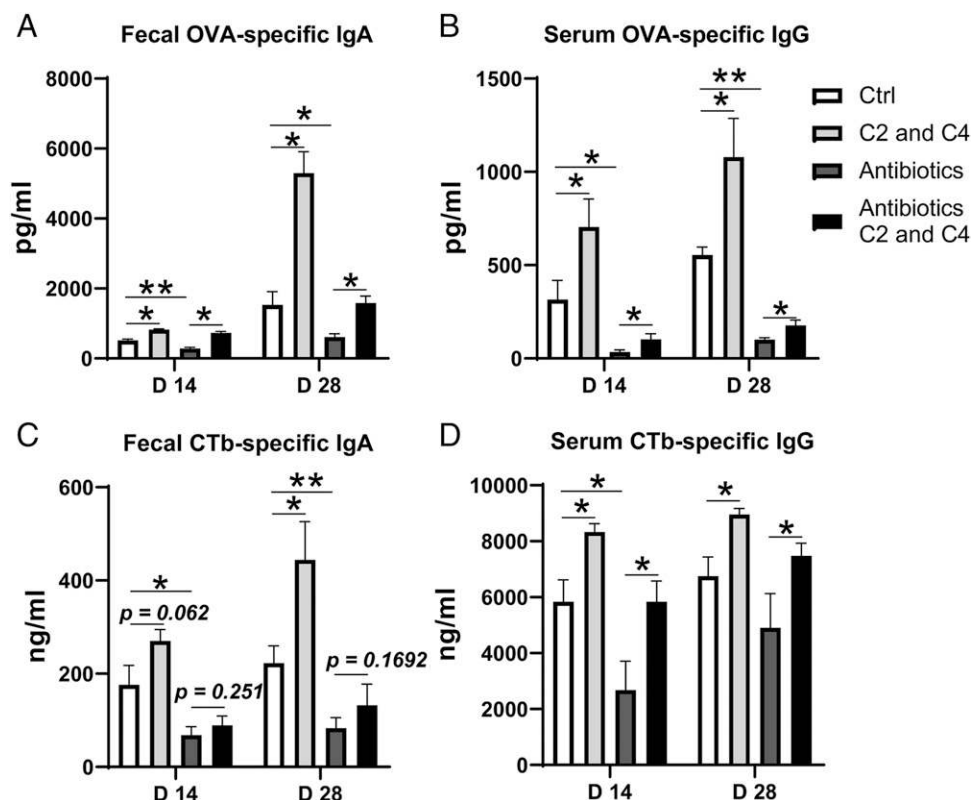 A
Fecal OVA-specific IgA
8000
6000
4000
2000
0
pg/ml
*
**
*
*
*
*
*
D 14
D 28
B
Serum OVA-specific IgG
1500
1000
500
0
pg/ml
*
*
*
**
*
*
D 14
D 28
Ctrl
C2 and C4
Antibiotics
Antibiotics
C2 and C4
C
Fecal CTb-specific IgA
600
400
200
0
ng/ml
*
p = 0.062
p = 0.251
**
*
p = 0.1692
D 14
D 28
D
Serum CTb-specific IgG
10000
8000
6000
4000
2000
0
ng/ml
*
*
*
*
*
D 14
D 28